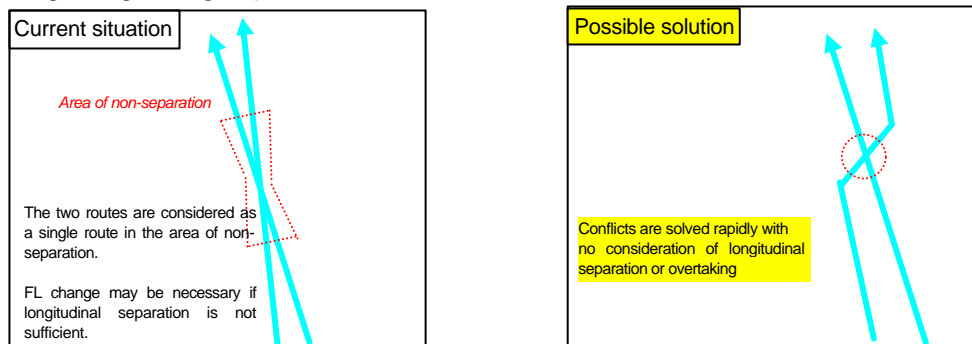 Current situation
Area of non-separation
The two routes are considered as
a single route in the area of non-
separation.
FL change may be necessary if
longitudinal separation is not
sufficient.
Possible solution
Conflicts are solved rapidly with
no consideration of longitudinal
separation or overtaking